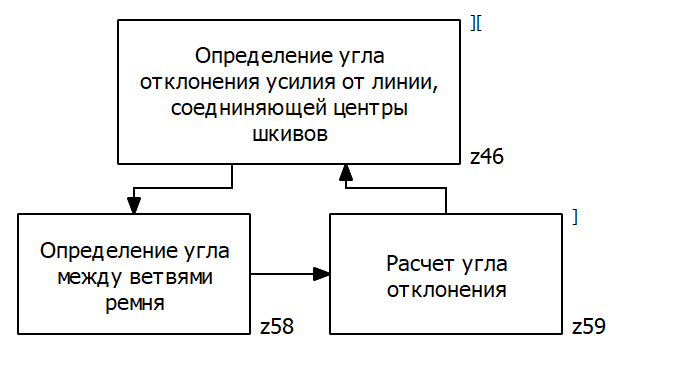 ][
Определение угла
отклонения усилия от линии,
соедниняющей центры
шкивов
z46
Определение угла
между ветвями
ремня
z58
]
Расчет угла
отклонения
z59